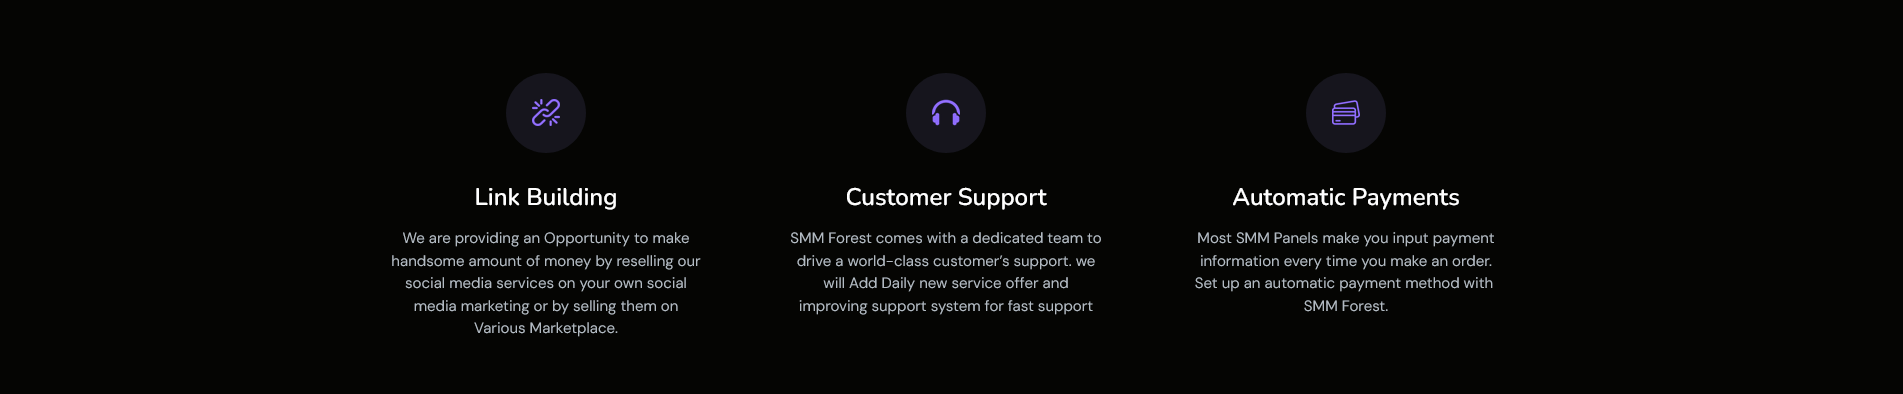 Link Building
We are providing an Opportunity to make
handsome amount of money by reselling our
social media services on your own social
media marketing or by selling them on
Various Marketplace.
Customer Support
SMM Forest comes with a dedicated team to
drive a world-class customer's support. we
will Add Daily new service offer and
improving support system for fast support
Automatic Payments
Most SMM Panels make you input payment
information every time you make an order.
Set up an automatic payment method with
SMM Forest.